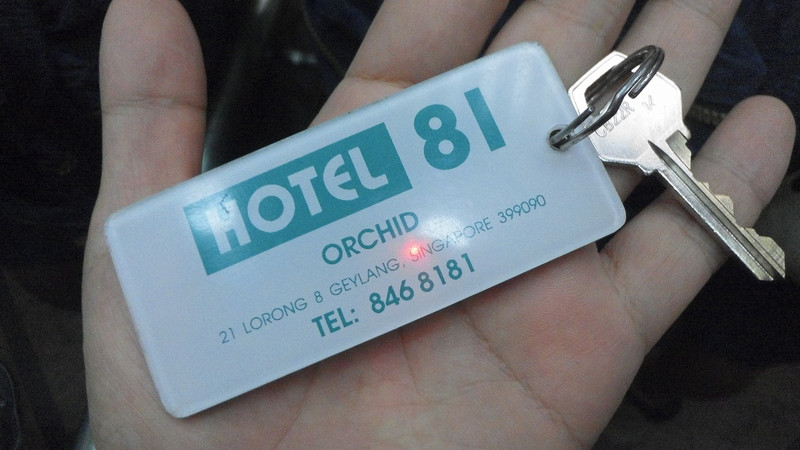 HOTEL 81
ORCHID
21 LORONG 8 GEYLANG, SINGAPORE 399090
TEL: 846 8181